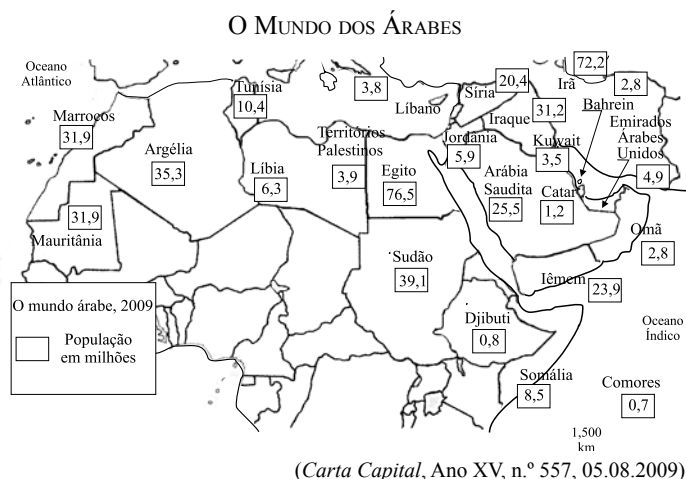 O MUNDO DOS ÁRABES
Oceano
Atlântico
Marrocos
31,9
Argélia
35,3
Tunísia
10,4
Líbia
6,3
3,8
Líbano
Territórios
Palestinos
3,9
Egito
76,5
Síria
20,4
Iraque
31,2
Irã
72,2
2,8
Bahrein
Emirados
Árabes
Unidos
4,9
Jordânia
5,9
Kuwait
3,5
Arábia
Saudita
25,5
Catar
1,2
Omã
2,8
Iêmem
23,9
31,9
Mauritânia
Sudão
39,1
Djibuti
0,8
Somália
8,5
Comores
0,7
Oceano
Índico
1,500
km
O mundo árabe, 2009
População
em milhões
(Carta Capital, Ano XV, n.º 557, 05.08.2009)